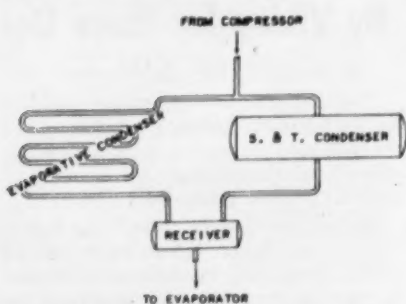 FROM COMPRESSOR
S. & T. CONDENSER
EVAPORATIVE CONDENSER
RECEIVER
TO EVAPORATOR